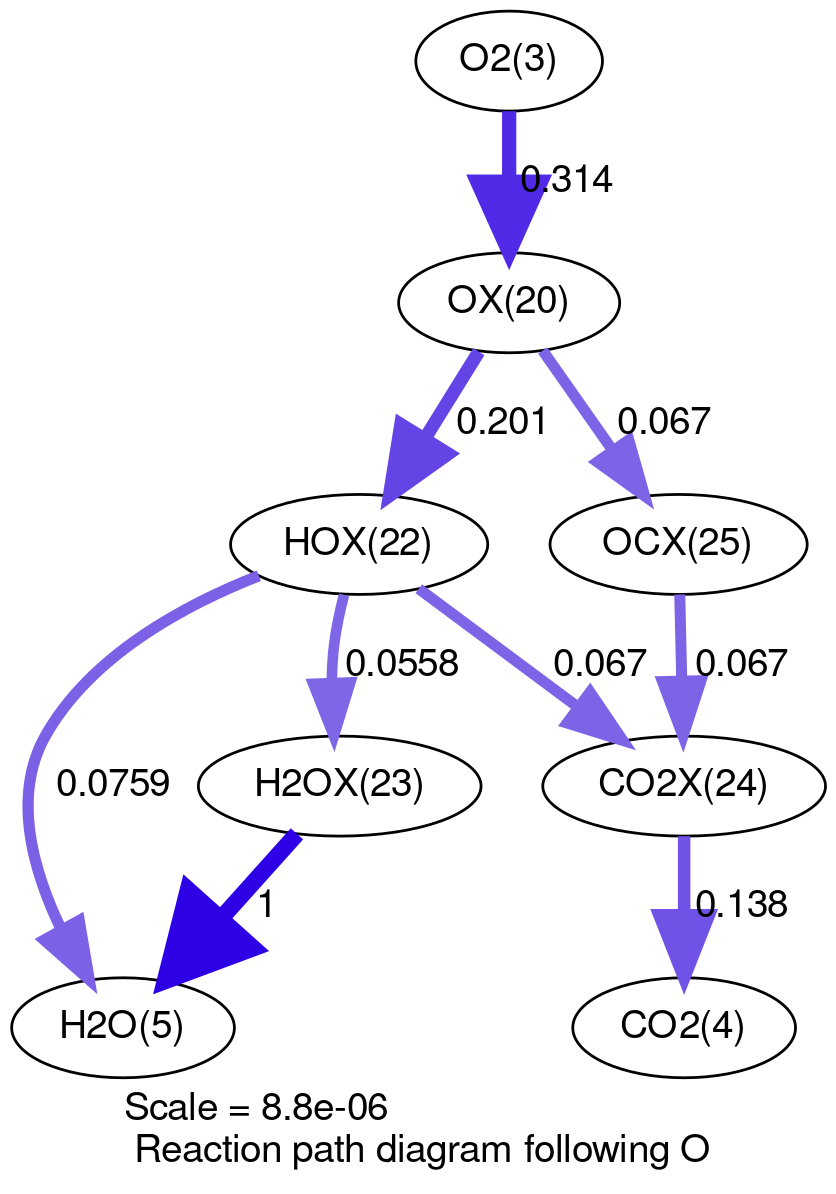 O2(3)
0.314
OX(20)
0.201
0.067
HOX(22)
OCX(25)
0.0558
0.067
0.067
0.0759
H2OX(23)
CO2X(24)
1
0.138
H2O(5)
CO2(4)
Scale = 8.8e-06
Reaction path diagram following O